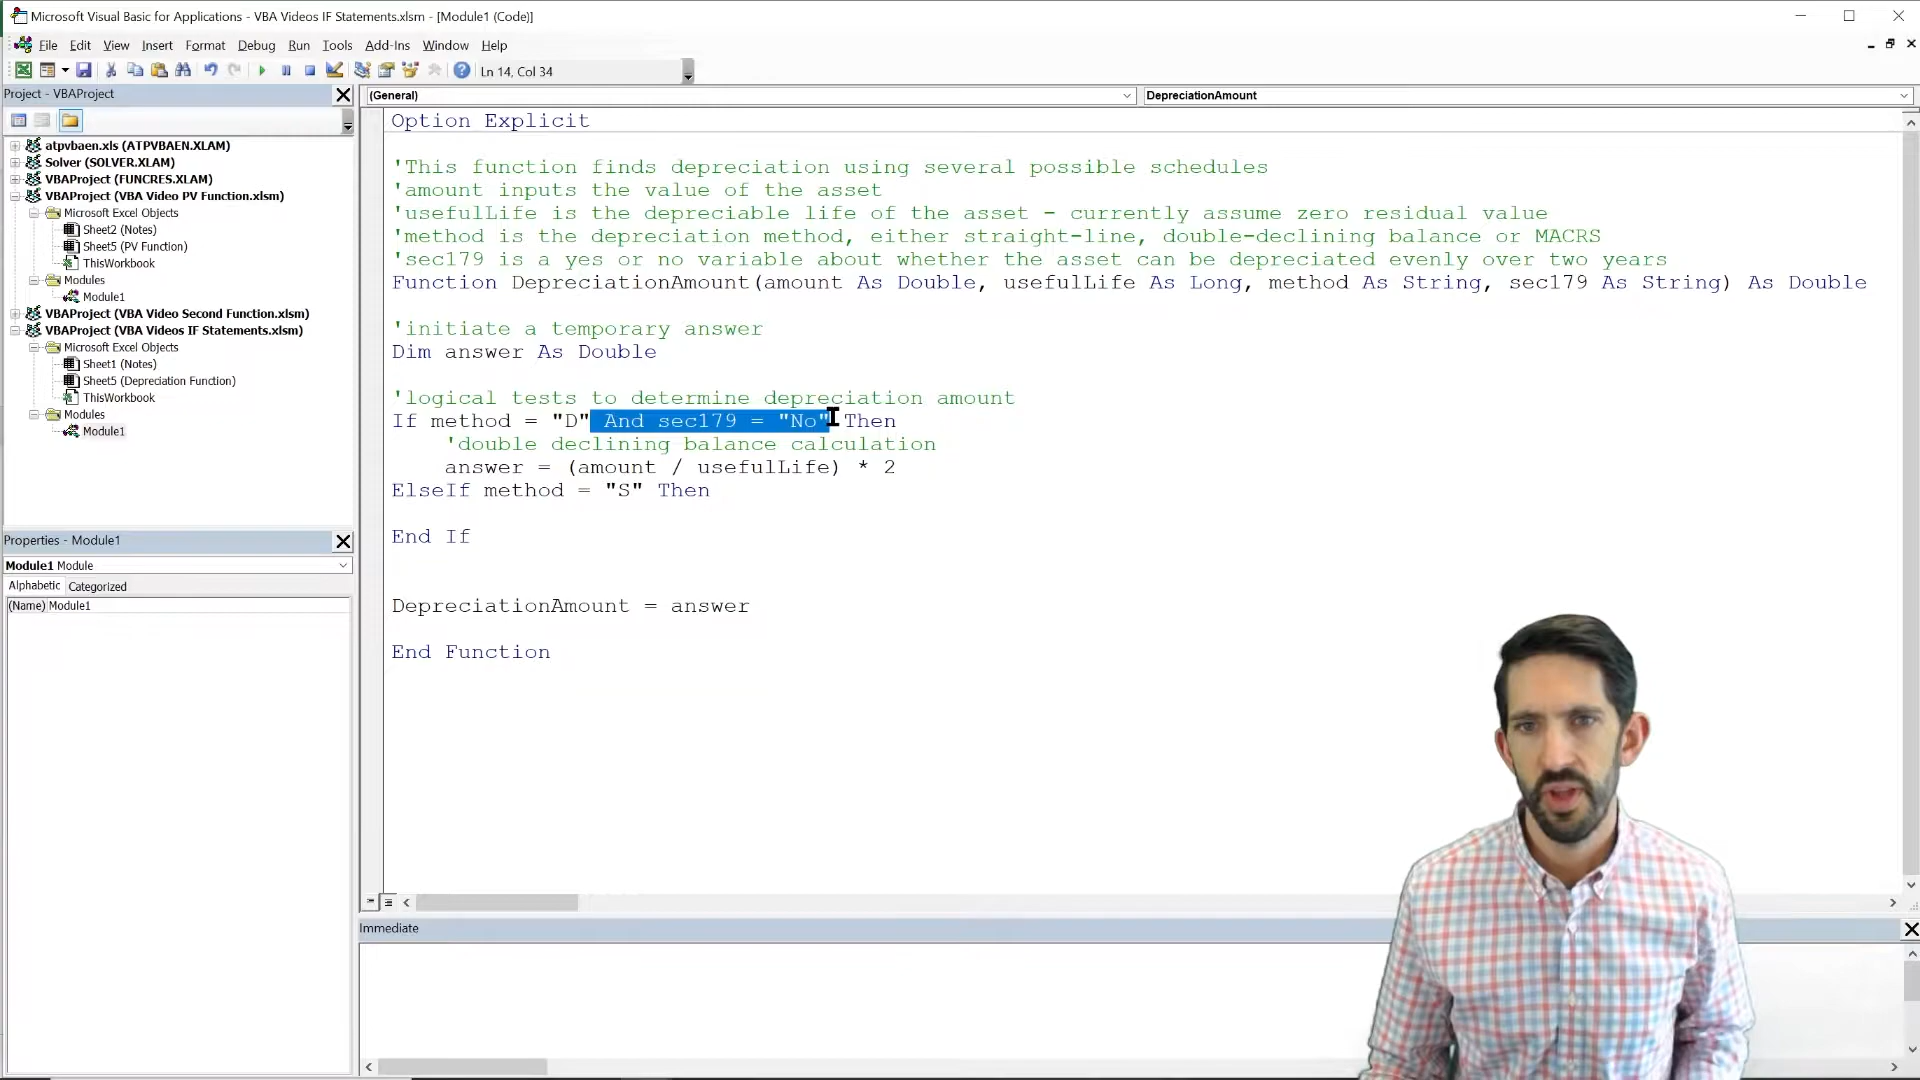 Microsoft Visual Basic for Applications - VBA Videos IF Statements.xlsm - [Module1 (Code)]
File Edit View Insert Format Debug Run Tools Add-Ins Window Help
Ln 14, Col 34
Project - VBAProject
atpvbaen.xls (ATPVBAEN.XLAM)
Solver (SOLVER.XLAM)
VBAProject (FUNCRES.XLAM)
VBAProject (VBA Video PV Function.xlsm)
Microsoft Excel Objects
Sheet2 (Notes)
Sheet5 (PV Function)
ThisWorkbook
Modules
Module1
VBAProject (VBA Video Second Function.xlsm)
VBAProject (VBA Videos IF Statements.xlsm)
Microsoft Excel Objects
Sheet1 (Notes)
Sheet5 (Depreciation Function)
ThisWorkbook
Modules
Module1
Properties - Module1
Module1 Module
Alphabetic Categorized
(Name) Module1
(General) DepreciationAmount
Option Explicit
'This function finds depreciation using several possible schedules
'amount inputs the value of the asset
'usefulLife is the depreciable life of the asset - currently assume zero residual value
'method is the depreciation method, either straight-line, double-declining balance or MACRS
'sec179 is a yes or no variable about whether the asset can be depreciated evenly over two years
Function DepreciationAmount(amount As Double, usefulLife As Long, method As String, sec179 As String) As Double
'initiate a temporary answer
Dim answer As Double
'logical tests to determine depreciation amount
If method = "D" And sec179 = "No" Then
'double declining balance calculation
answer = (amount / usefulLife) * 2
ElseIf method = "S" Then
End If
DepreciationAmount = answer
End Function
Immediate